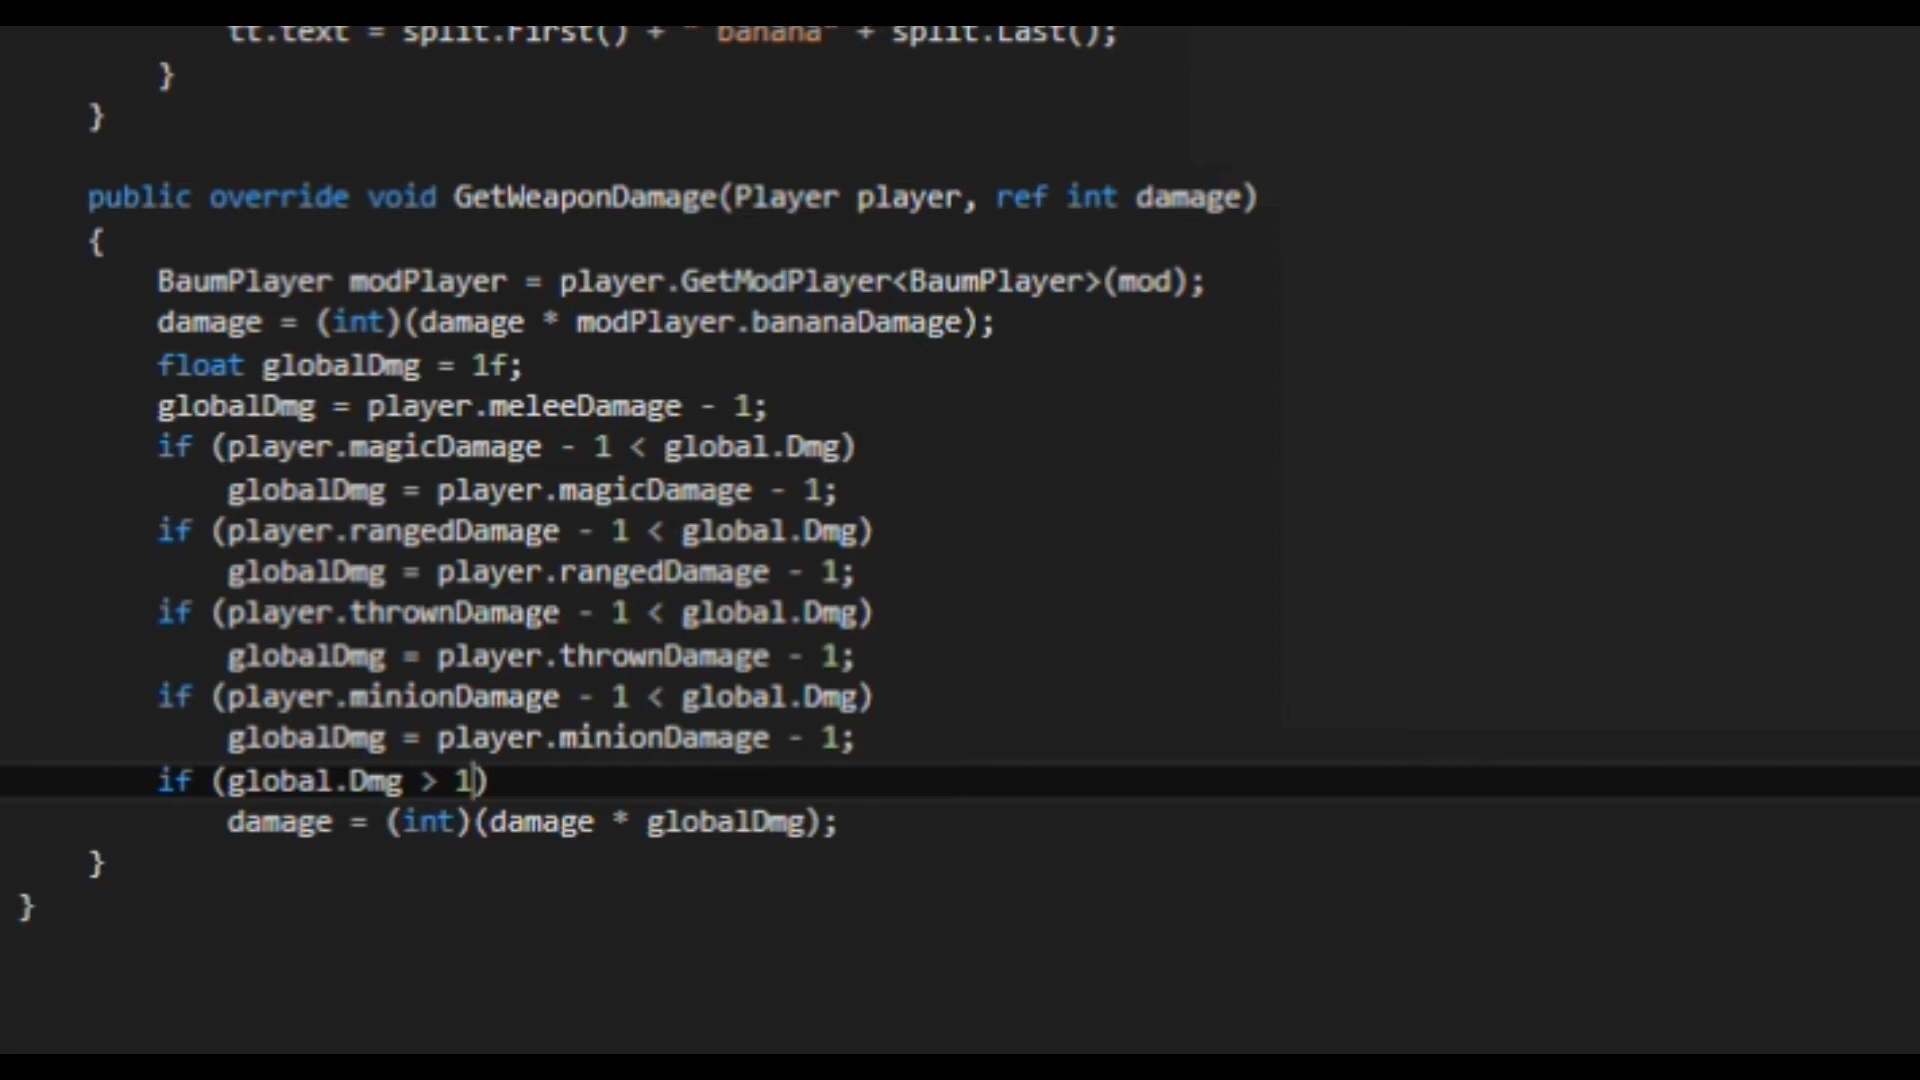 tt.text = split.First() + " banana" + split.Last();
}
}
public override void GetWeaponDamage(Player player, ref int damage)
{
BaumPlayer modPlayer = player.GetModPlayer<BaumPlayer>(mod);
damage = (int)(damage * modPlayer.bananaDamage);
float globalDmg = 1f;
globalDmg = player.meleeDamage - 1;
if (player.magicDamage - 1 < global.Dmg)
globalDmg = player.magicDamage - 1;
if (player.rangedDamage - 1 < global.Dmg)
globalDmg = player.rangedDamage - 1;
if (player.thrownDamage - 1 < global.Dmg)
globalDmg = player.thrownDamage - 1;
if (player.minionDamage - 1 < global.Dmg)
globalDmg = player.minionDamage - 1;
if (global.Dmg > 1)
damage = (int)(damage * globalDmg);
}
}